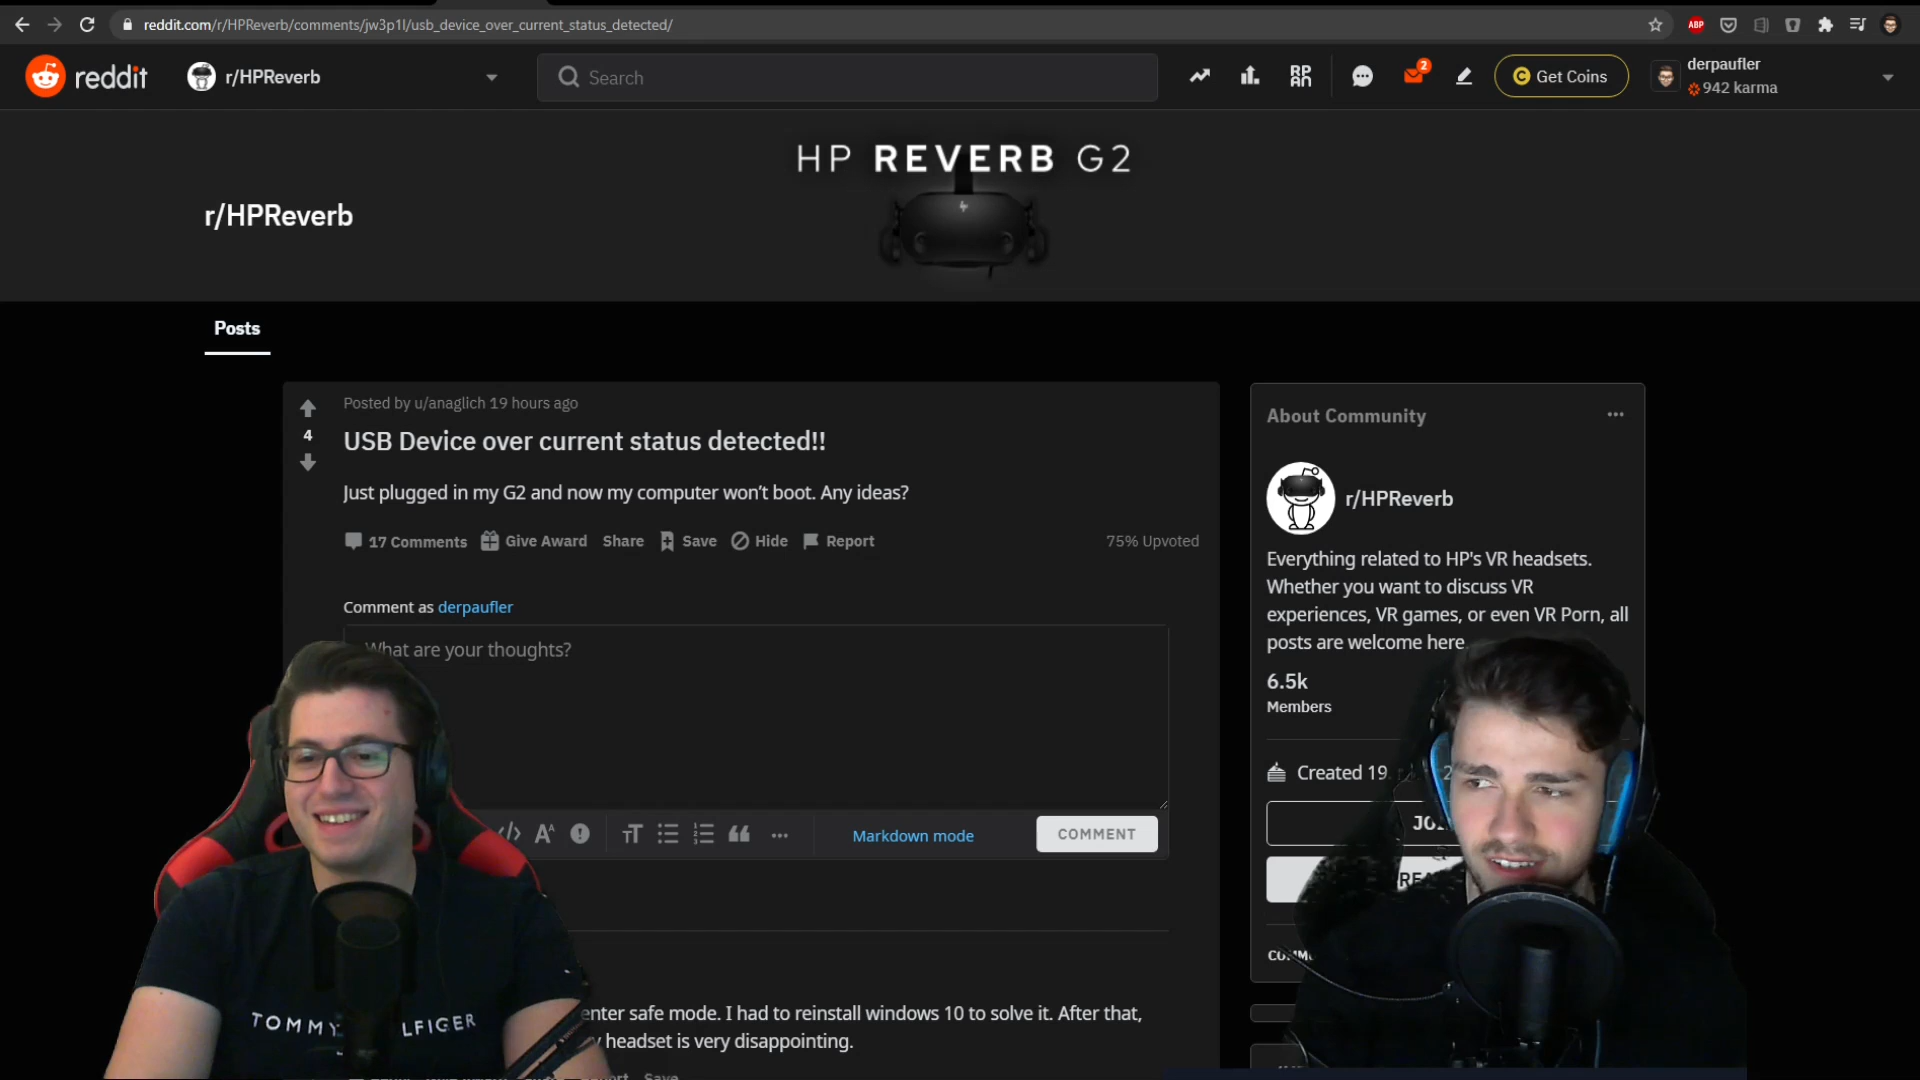 reddit.com/r/HPReverb/comments/jw3p1l/usb_device_over_current_status_detected/
ABP
reddit
r/HPReverb
Search
2
Get Coins
derpaufler
942 karma
HP REVERB G2
r/HPReverb
Posts
Posted by u/anaglich 19 hours ago
4
USB Device over current status detected!!
Just plugged in my G2 and now my computer won’t boot. Any ideas?
17 Comments
Give Award
Share
Save
Hide
Report
75% Upvoted
Comment as derpaufler
What are your thoughts?
Markdown mode
COMMENT
enter safe mode. I had to reinstall windows 10 to solve it. After that,
headset is very disappointing.
Save
About Community
r/HPReverb
Everything related to HP's VR headsets.
Whether you want to discuss VR
experiences, VR games, or even VR Porn, all
posts are welcome here
6.5k
Members
Created 19
TOMMY
LFIGER